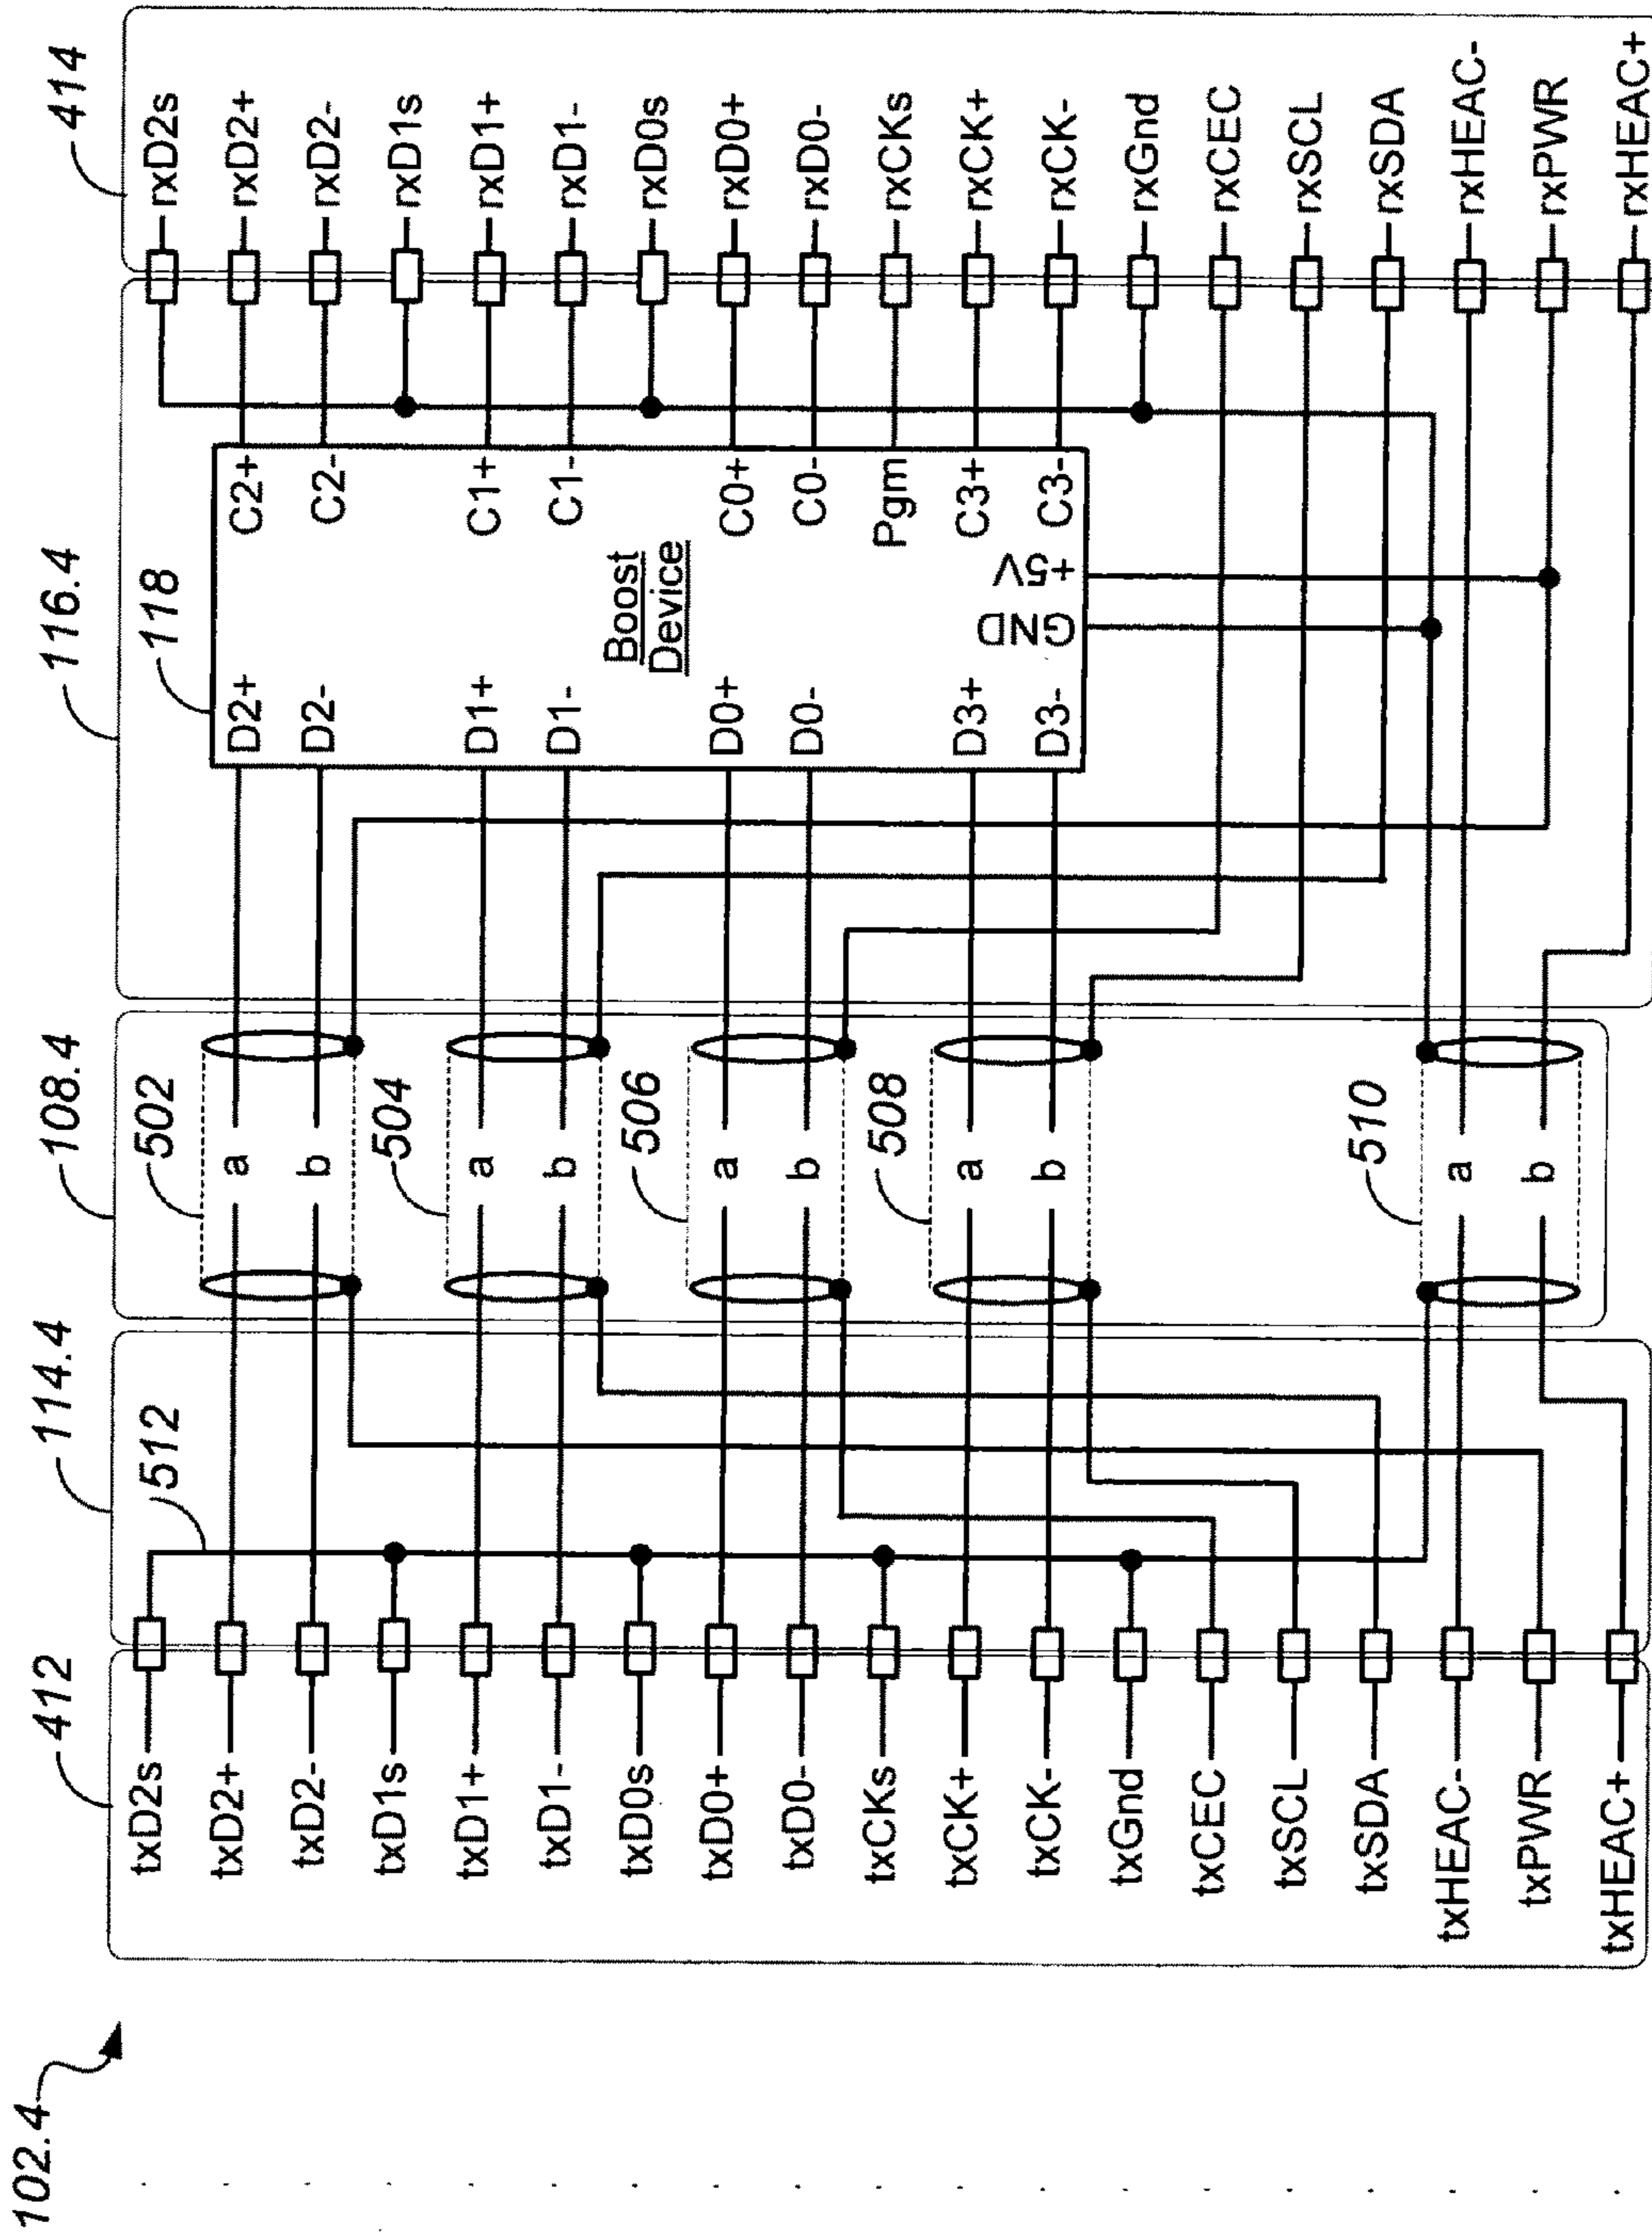 102.4
412
114.4
108.4
116.4
414
512
502
504
506
508
510
118
txD2s
txD2+
txD2-
txD1s
txD1+
txD1-
txD0s
txD0+
txD0-
txCKs
txCK+
txCK-
txGnd
txCEC
txSCL
txSDA
txHEAC-
txPWR
txHEAC+
a
b
a
b
a
b
a
b
a
b
D2+
D2-
D1+
D1-
D0+
D0-
D3+
D3-
Boost
Device
GND
+5V
C2+
C2-
C1+
C1-
C0+
C0-
Pgm
C3+
C3-
rxD2s
rxD2+
rxD2-
rxD1s
rxD1+
rxD1-
rxD0s
rxD0+
rxD0-
rxCKs
rxCK+
rxCK-
rxGnd
rxCEC
rxSCL
rxSDA
rxHEAC-
rxPWR
rxHEAC+